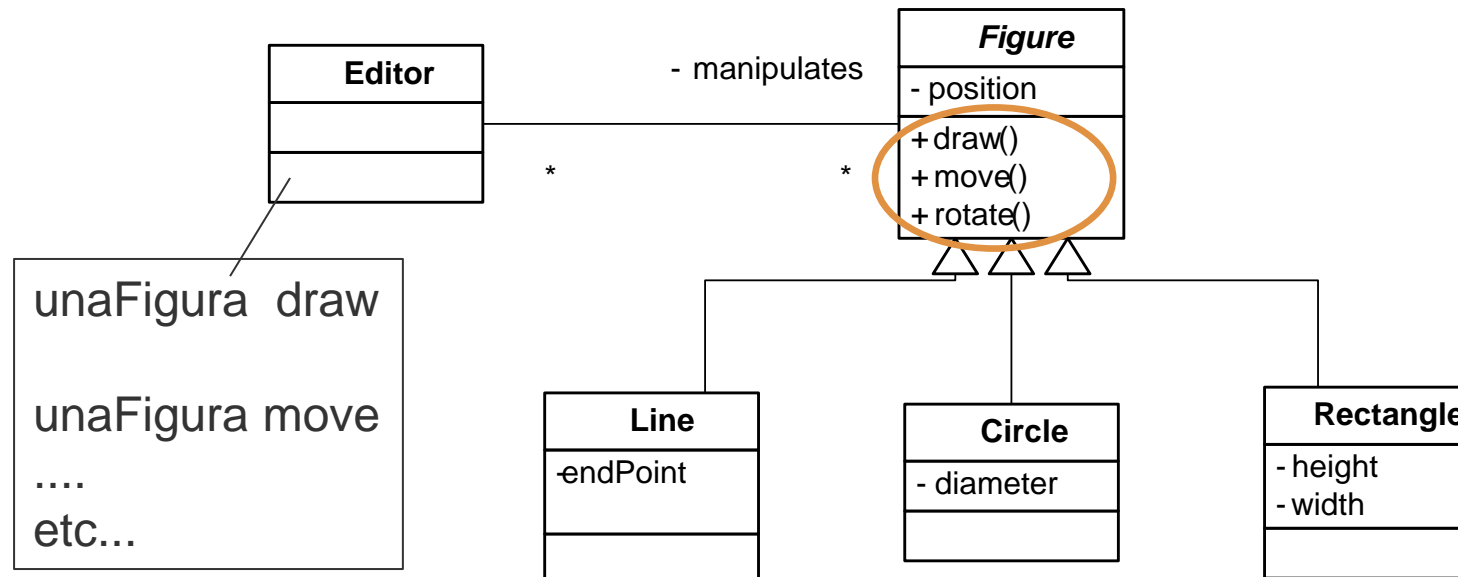 Editor
- manipulates
*
*
Figure
- position
+ draw()
+ move()
+ rotate()
unaFigura draw
unaFigura move
....
etc...
Line
-endPoint
Circle
- diameter
Rectangle
- height
- width